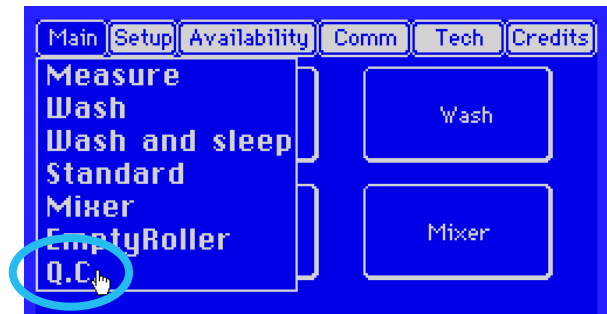 Main Setup Availability Comm Tech Credits
Measure
Wash
Wash and sleep
Standard
Mixer
EmptyRoller
Q.C.
Wash
Mixer